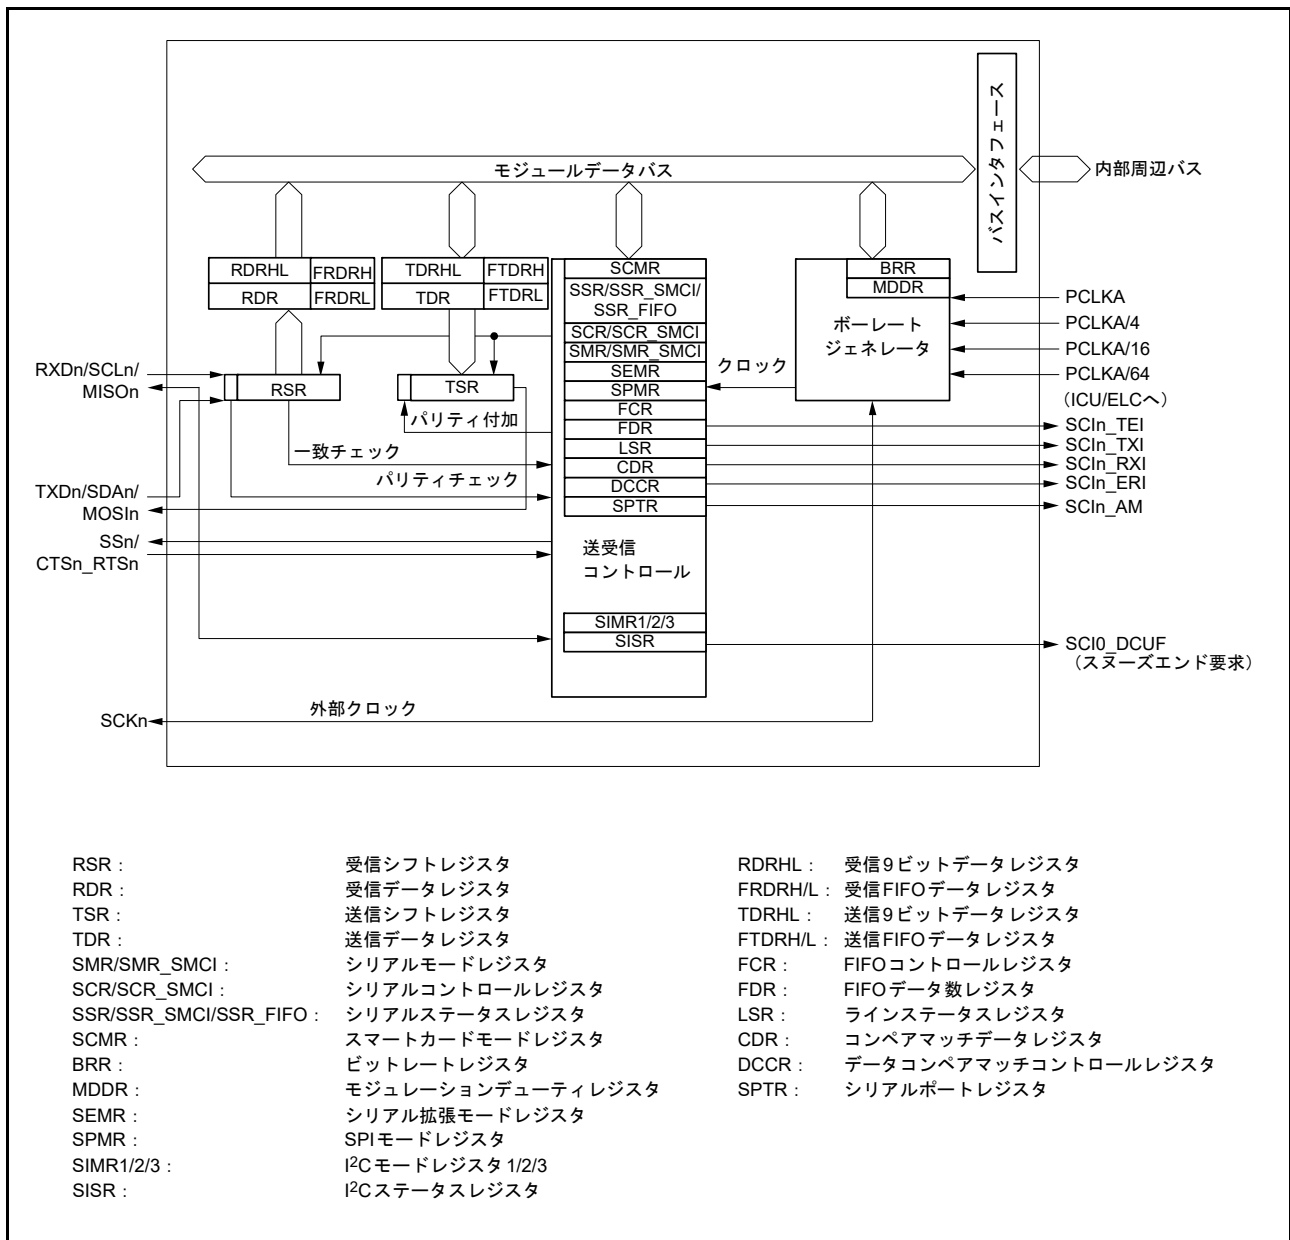 バスインタフェース
モジュールデータバス
内部周辺バス
RDRHL
FRDRH
RDR
FRDRL
TDRHL
FTDRH
TDR
FTDRL
SCMR
SSR/SSR_SMCI/
SSR_FIFO
SCR/SCR_SMCI
SMR/SMR_SMCI
SEMR
SPMR
FCR
FDR
LSR
CDR
DCCR
SPTR
送受信
コントロール
SIMR1/2/3
SISR
BRR
MDDR
ボーレート
ジェネレータ
クロック
PCLKA
PCLKA/4
PCLKA/16
PCLKA/64
(ICU/ELCへ)
SCIn_TEI
SCIn_TXI
SCIn_RXI
SCIn_ERI
SCIn_AM
SCI0_DCUF
(スヌーズエンド要求)
RXDn/SCLn/
MISOn
RSR
TSR
パリティ付加
一致チェック
パリティチェック
TXDn/SDAn/
MOSIn
SSn/
CTSn_RTSn
SCKn
外部クロック
RSR : 受信シフトレジスタ
RDR : 受信データレジスタ
TSR : 送信シフトレジスタ
TDR : 送信データレジスタ
SMR/SMR_SMCI : シリアルモードレジスタ
SCR/SCR_SMCI : シリアルコントロールレジスタ
SSR/SSR_SMCI/SSR_FIFO : シリアルステータスレジスタ
SCMR : スマートカードモードレジスタ
BRR : ビットレートレジスタ
MDDR : モジュレーションデューティレジスタ
SEMR : シリアル拡張モードレジスタ
SPMR : SPIモードレジスタ
SIMR1/2/3 : I²Cモードレジスタ1/2/3
SISR : I²Cステータスレジスタ
RDRHL : 受信9ビットデータレジスタ
FRDRH/L : 受信FIFOデータレジスタ
TDRHL : 送信9ビットデータレジスタ
FTDRH/L : 送信FIFOデータレジスタ
FCR : FIFOコントロールレジスタ
FDR : FIFOデータ数レジスタ
LSR : ラインステータスレジスタ
CDR : コンペアマッチデータレジスタ
DCCR : データコンペアマッチコントロールレジスタ
SPTR : シリアルポートレジスタ